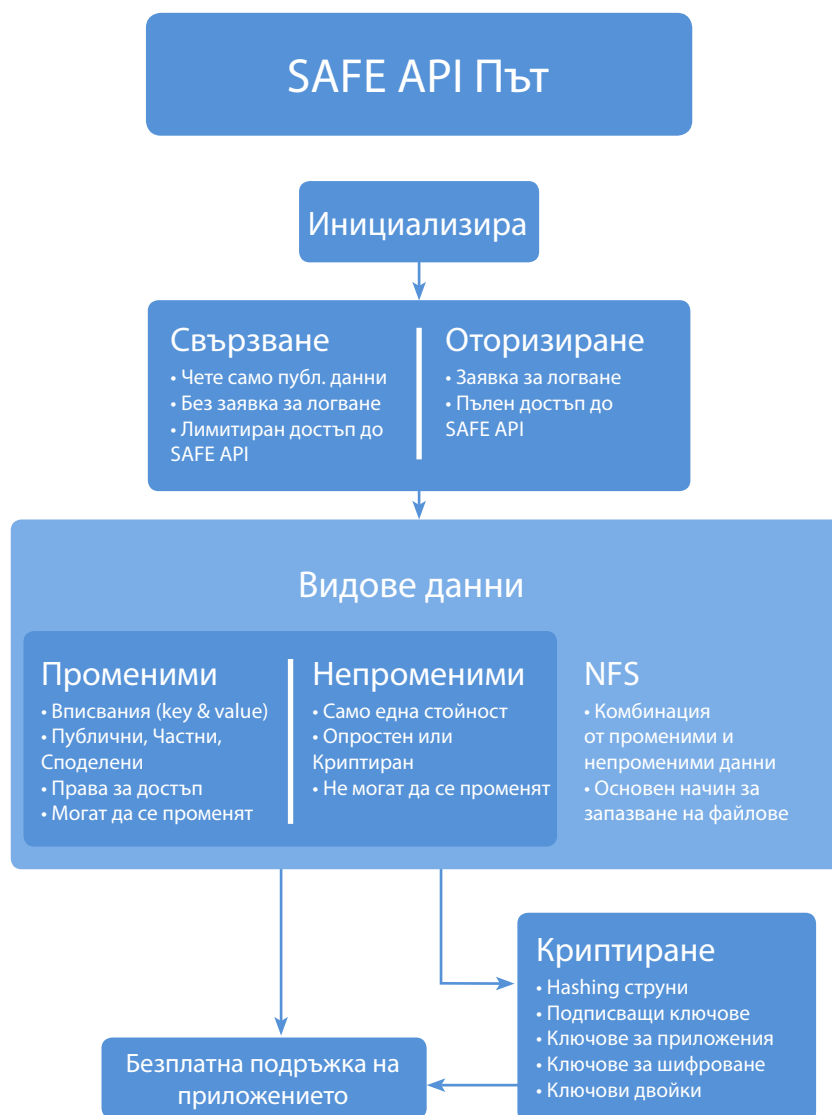 SAFE API Път
Инициализира
Свързване
• Чете само публ. данни
• Без заявка за логване
• Лимитиран достъп до
SAFE API
Оторизиране
• Заявка за логване
• Пълен достъп до
SAFE API
Видове данни
Променими
• Вписвания (key & value)
• Публични, Частни,
Споделени
• Права за достъп
• Могат да се променят
Непроменими
• Само една стойност
• Опростен или
Криптиран
• Не могат да се променят
NFS
• Комбинация
от променими и
непроменими данни
• Основен начин за
запазване на файлове
Криптиране
• Hashing струни
• Подписващи ключове
• Ключове за приложения
• Ключове за шифроване
• Ключови двойки
Безплатна подръжка на
приложението